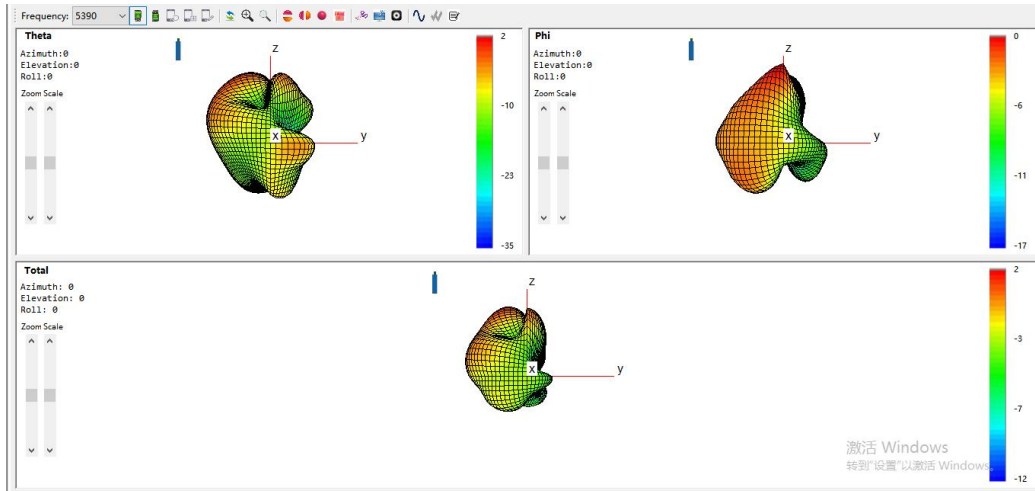 Frequency: 5390
Theta
Azimuth:0
Elevation:0
Roll:0
Zoom Scale
z
y
x
2
-10
-23
-35
Phi
Azimuth:0
Elevation:0
Roll:0
Zoom Scale
z
y
x
0
-6
-11
-17
Total
Azimuth: 0
Elevation: 0
Roll: 0
Zoom Scale
z
y
x
2
-3
-7
-12
激活 Windows
转到"设置"以激活 Windows